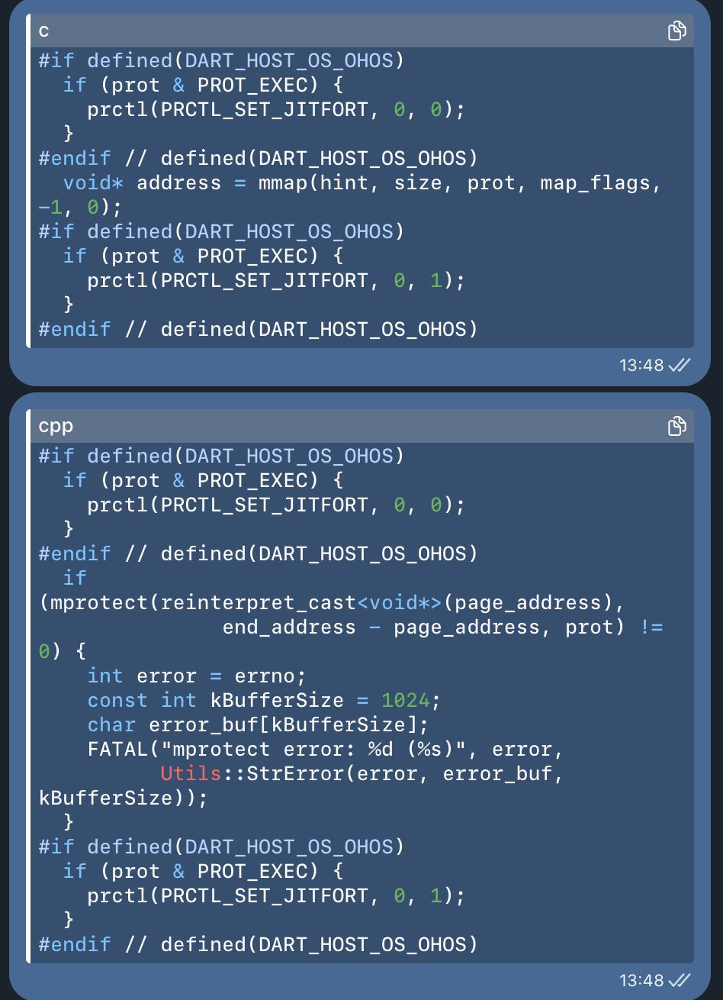 c
#if defined(DART_HOST_OS_OHOS)
  if (prot & PROT_EXEC) {
    prctl(PRCTL_SET_JITFORT, 0, 0);
  }
#endif // defined(DART_HOST_OS_OHOS)
  void* address = mmap(hint, size, prot, map_flags,
-1, 0);
#if defined(DART_HOST_OS_OHOS)
  if (prot & PROT_EXEC) {
    prctl(PRCTL_SET_JITFORT, 0, 1);
  }
#endif // defined(DART_HOST_OS_OHOS)
13:48
cpp
#if defined(DART_HOST_OS_OHOS)
  if (prot & PROT_EXEC) {
    prctl(PRCTL_SET_JITFORT, 0, 0);
  }
#endif // defined(DART_HOST_OS_OHOS)
  if
(mprotect(reinterpret_cast<void*>(page_address),
               end_address - page_address, prot) !=
0) {
    int error = errno;
    const int kBufferSize = 1024;
    char error_buf[kBufferSize];
    FATAL("mprotect error: %d (%s)", error,
          Utils::StrError(error, error_buf,
kBufferSize));
  }
#if defined(DART_HOST_OS_OHOS)
  if (prot & PROT_EXEC) {
    prctl(PRCTL_SET_JITFORT, 0, 1);
  }
#endif // defined(DART_HOST_OS_OHOS)
13:48